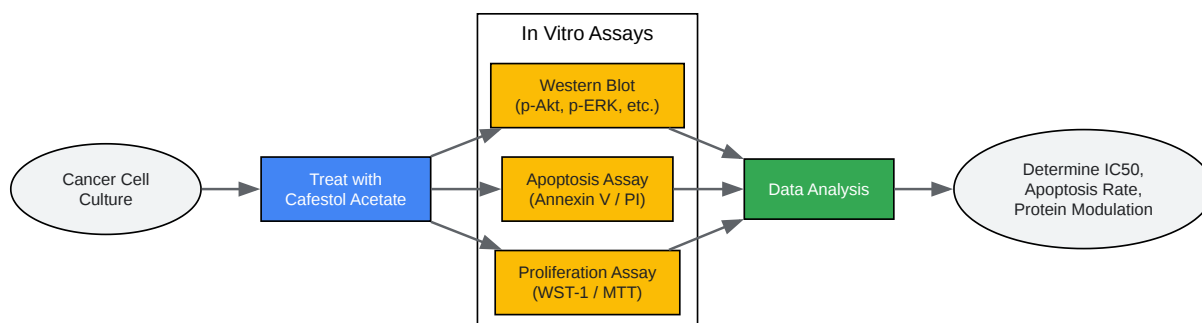 In Vitro Assays
Western Blot
(p-Akt, p-ERK, etc.)
Cancer Cell
Culture
Treat with
Cafestol Acetate
Apoptosis Assay
(Annexin V / PI)
Data Analysis
Determine IC50,
Apoptosis Rate,
Protein Modulation
Proliferation Assay
(WST-1 / MTT)